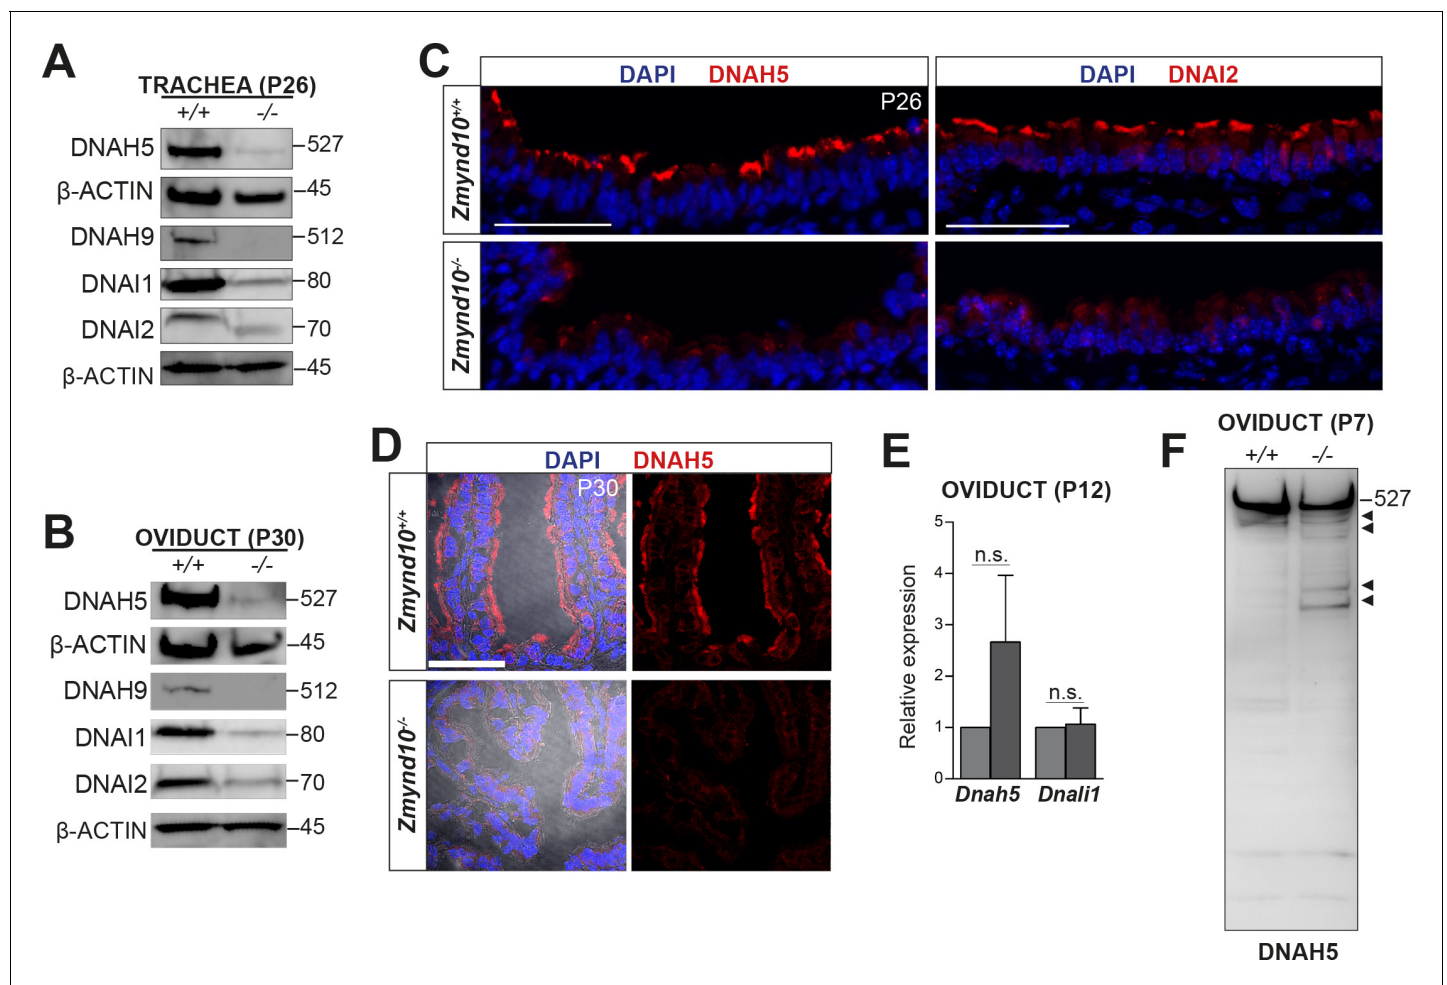 A
TRACHEA (P26)
+/+ -/-
DNAH5 527
β-ACTIN 45
DNAH9 512
DNAI1 80
DNAI2 70
β-ACTIN 45
B
OVIDUCT (P30)
+/+ -/-
DNAH5 527
β-ACTIN 45
DNAH9 512
DNAI1 80
DNAI2 70
β-ACTIN 45
C
DAPI DNAH5
DAPI DNAI2
P26
Zmynd10+/+
Zmynd10-/-
D
DAPI DNAH5
P30
Zmynd10+/+
Zmynd10-/-
E
OVIDUCT (P12)
Relative expression
5
4
3
2
1
0
n.s.
n.s.
Dnah5 Dnali1
F
OVIDUCT (P7)
+/+ -/-
527
DNAH5